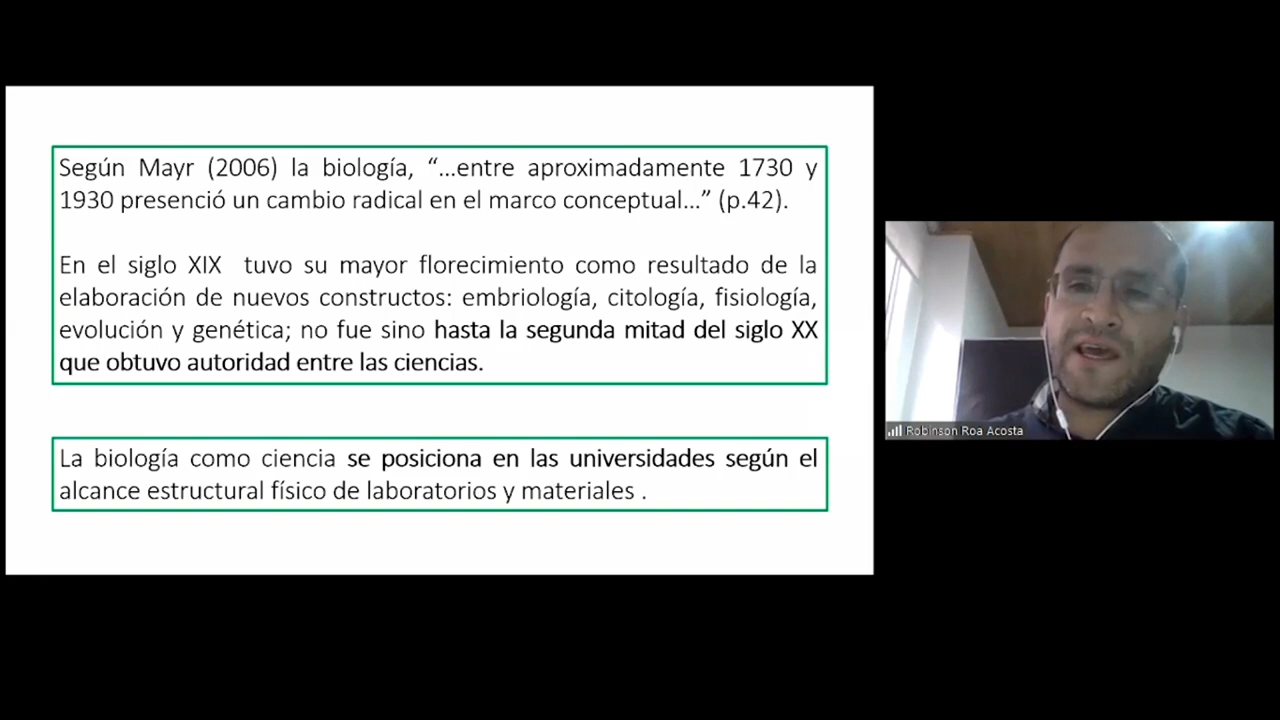 Según Mayr (2006) la biología, “...entre aproximadamente 1730 y
1930 presenció un cambio radical en el marco conceptual...” (p.42).
En el siglo XIX tuvo su mayor florecimiento como resultado de la
elaboración de nuevos constructos: embriología, citología, fisiología,
evolución y genética; no fue sino hasta la segunda mitad del siglo XX
que obtuvo autoridad entre las ciencias.
La biología como ciencia se posiciona en las universidades según el
alcance estructural físico de laboratorios y materiales .
Robinson Roa Acosta